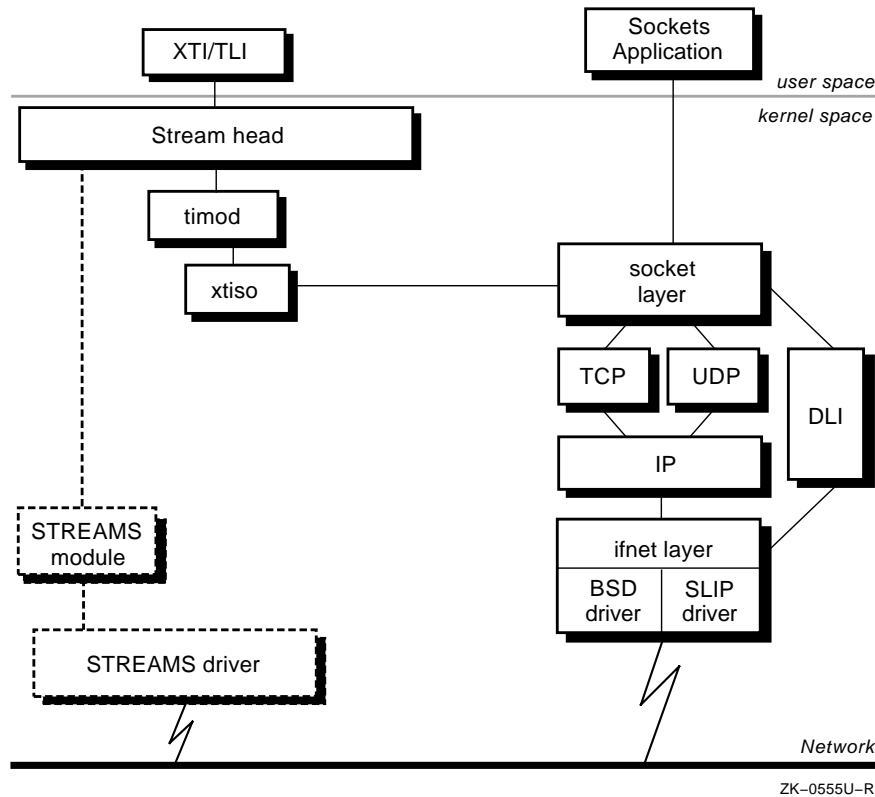 XTI/TLI
Sockets
Application
user space
kernel space
Stream head
timod
xtiso
socket
layer
TCP
UDP
DLI
IP
STREAMS
module
ifnet layer
BSD
driver
SLIP
driver
STREAMS driver
Network
ZK–0555U–R